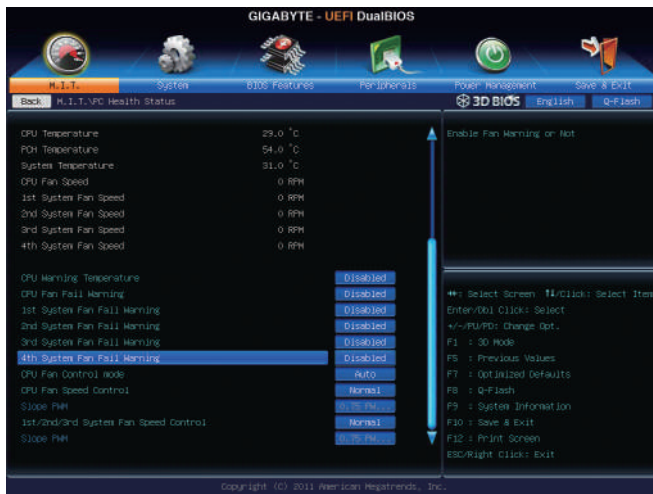 GIGABYTE - UEFI DualBIOS
M.I.T.
System
BIOS Features
Peripherals
Power Management
Save & Exit
Back M.I.T.\PC Health Status
3D BIOS English Q-Flash
CPU Temperature 29.0 °C
PCH Temperature 54.0 °C
System Temperature 31.0 °C
CPU Fan Speed 0 RPM
1st System Fan Speed 0 RPM
2nd System Fan Speed 0 RPM
3rd System Fan Speed 0 RPM
4th System Fan Speed 0 RPM
CPU Warning Temperature Disabled
CPU Fan Fail Warning Disabled
1st System Fan Fail Warning Disabled
2nd System Fan Fail Warning Disabled
3rd System Fan Fail Warning Disabled
4th System Fan Fail Warning Disabled
CPU Fan Control mode Auto
CPU Fan Speed Control Normal
Slope PWM 0.75 PW...
1st/2nd/3rd System Fan Speed Control Normal
Slope PWM 0.75 PW...
Enable Fan Warning or Not
↔: Select Screen ↑↓/Click: Select Item
Enter/Dbl Click: Select
+/-/PU/PD: Change Opt.
F1 : 3D Mode
F5 : Previous Values
F7 : Optimized Defaults
F8 : Q-Flash
F9 : System Information
F10 : Save & Exit
F12 : Print Screen
ESC/Right Click: Exit
Copyright (C) 2011 American Megatrends, Inc.